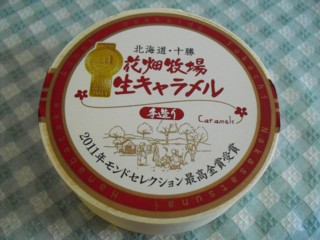 北海道・十勝
花畑牧場
生キャラメル
手造り
Caramels
2011年モンドセレクション最高金賞受賞
Nakasatsunai